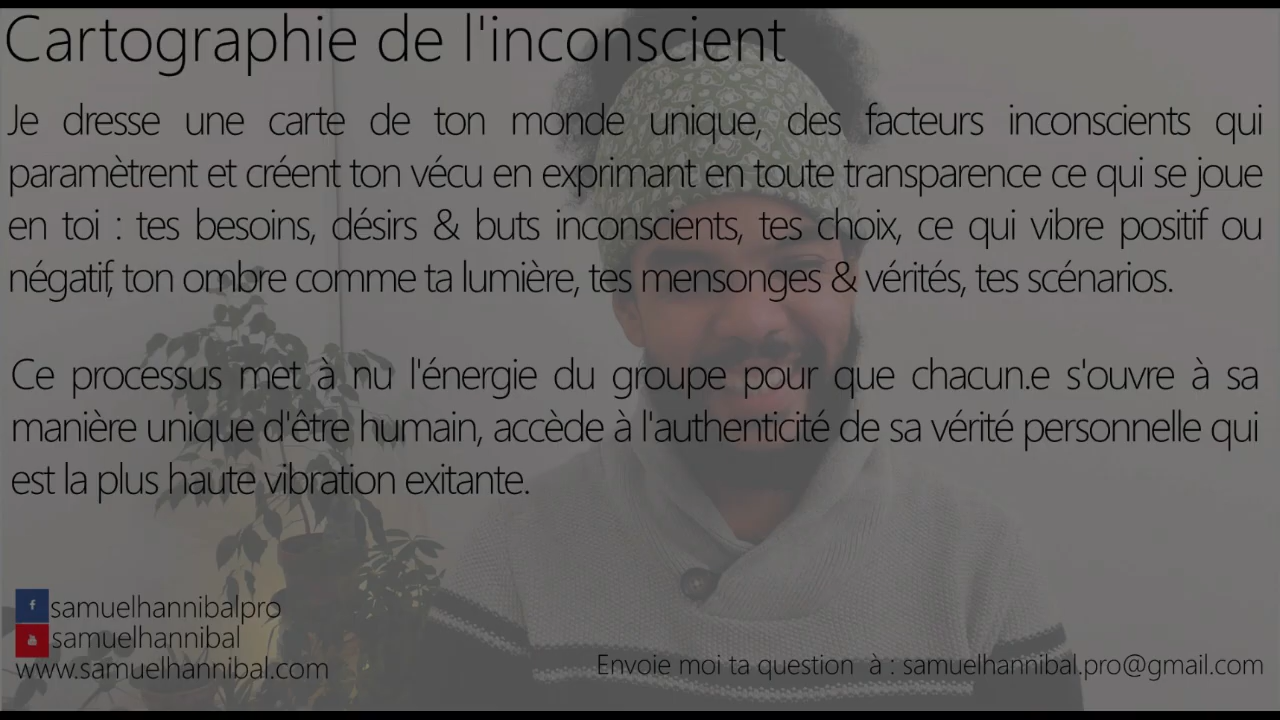 Cartographie de l'inconscient
Je dresse une carte de ton monde unique, des facteurs inconscients qui
paramètrent et créent ton vécu en exprimant en toute transparence ce qui se joue
en toi : tes besoins, désirs & buts inconscients, tes choix, ce qui vibre positif ou
négatif, ton ombre comme ta lumière, tes mensonges & vérités, tes scénarios.
Ce processus met à nu l'énergie du groupe pour que chacun.e s'ouvre à sa
manière unique d'être humain, accède à l'authenticité de sa vérité personnelle qui
est la plus haute vibration exitante.
samuelhannibalpro
samuelhannibal
www.samuelhannibal.com
Envoie moi ta question à : samuelhannibal.pro@gmail.com